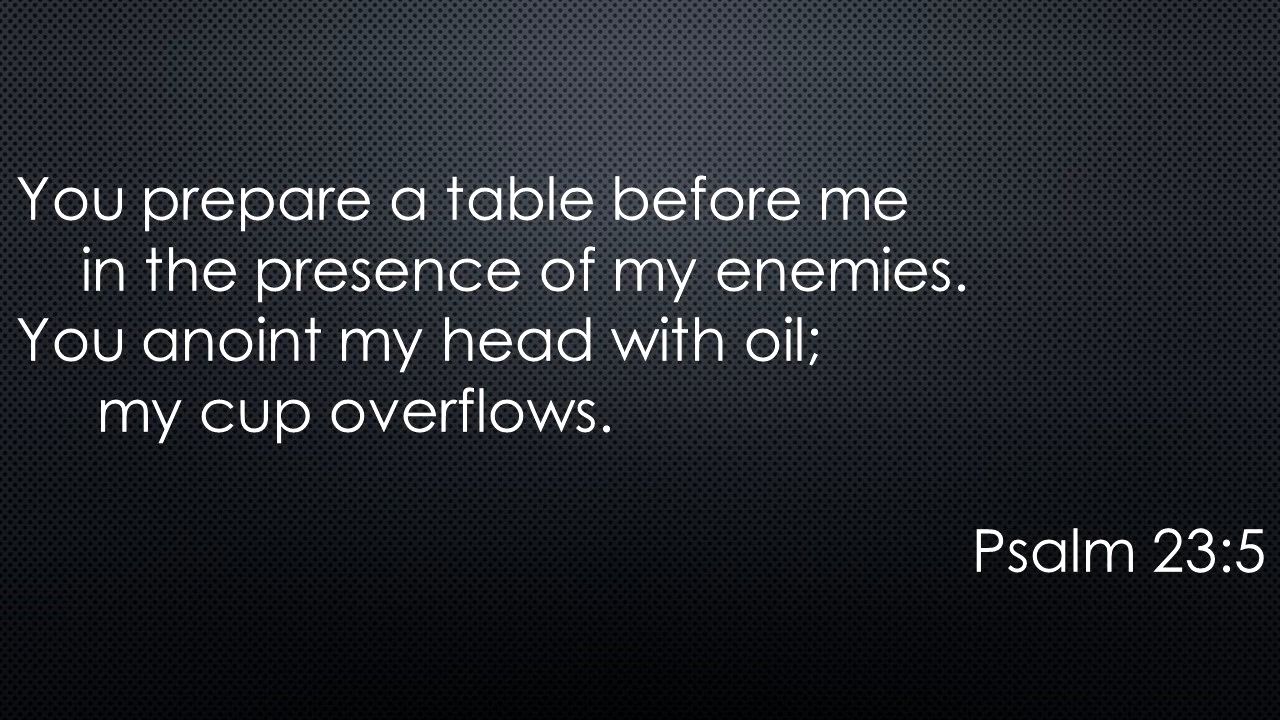 You prepare a table before me
in the presence of my enemies.
You anoint my head with oil;
my cup overflows.
Psalm 23:5